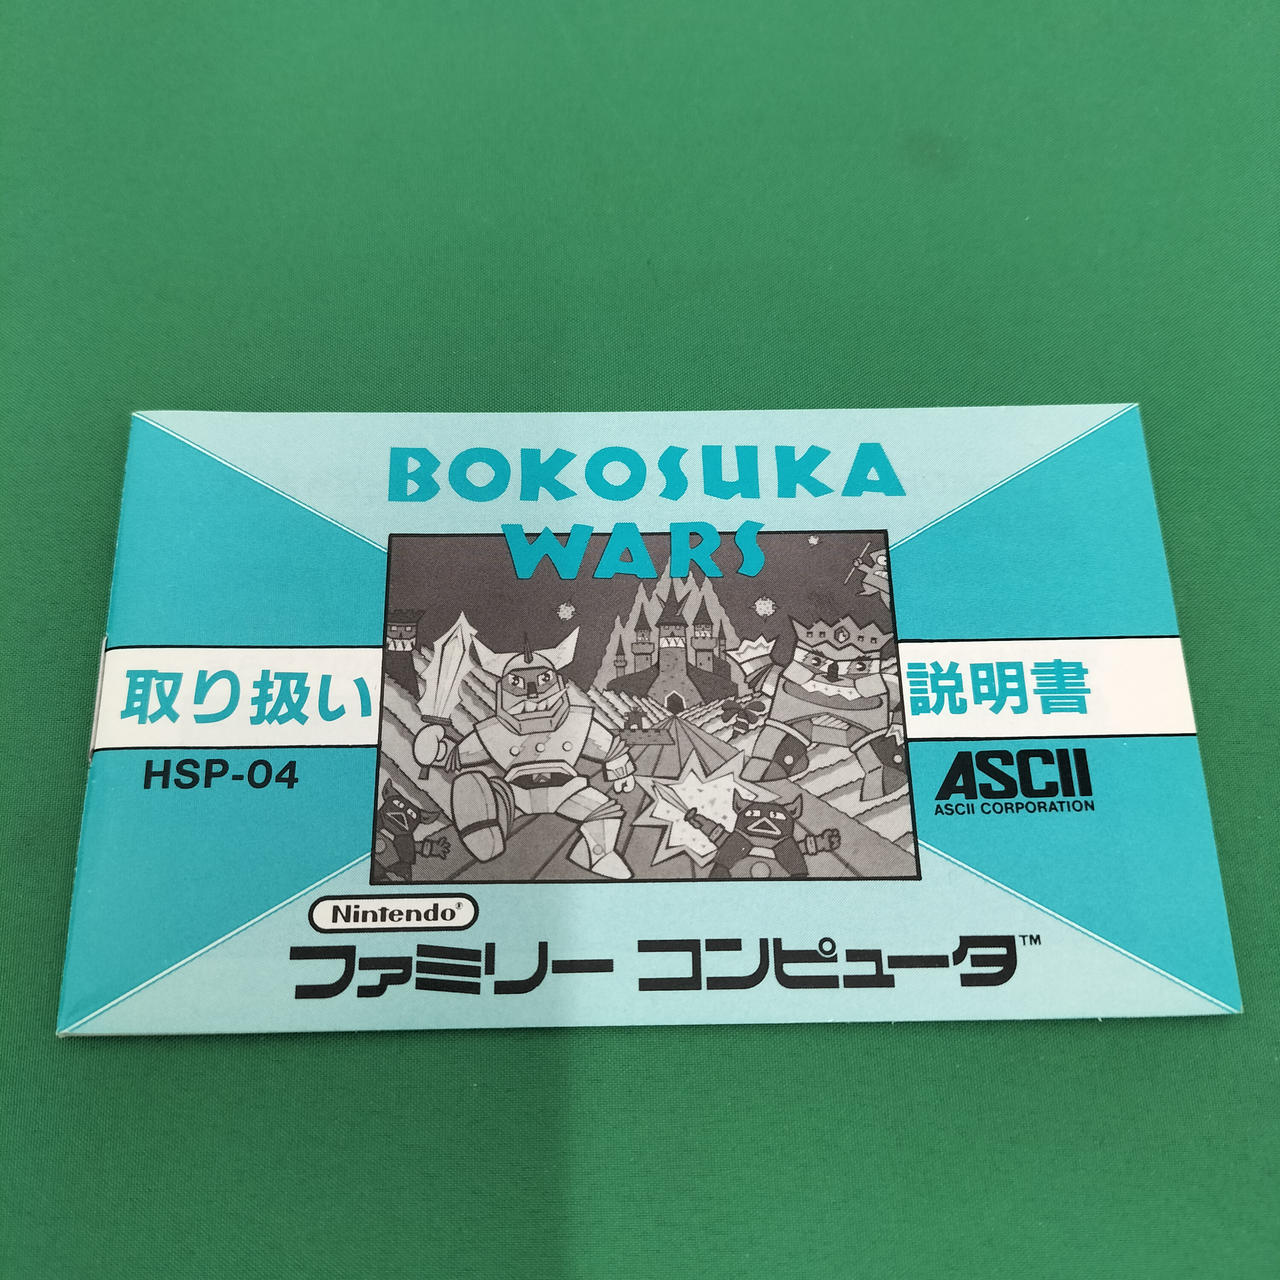 BOKOSUKA
WARS
取り扱い説明書
HSP-04
ASCII
ASCII CORPORATION
Nintendo®
ファミリー コンピュータ™